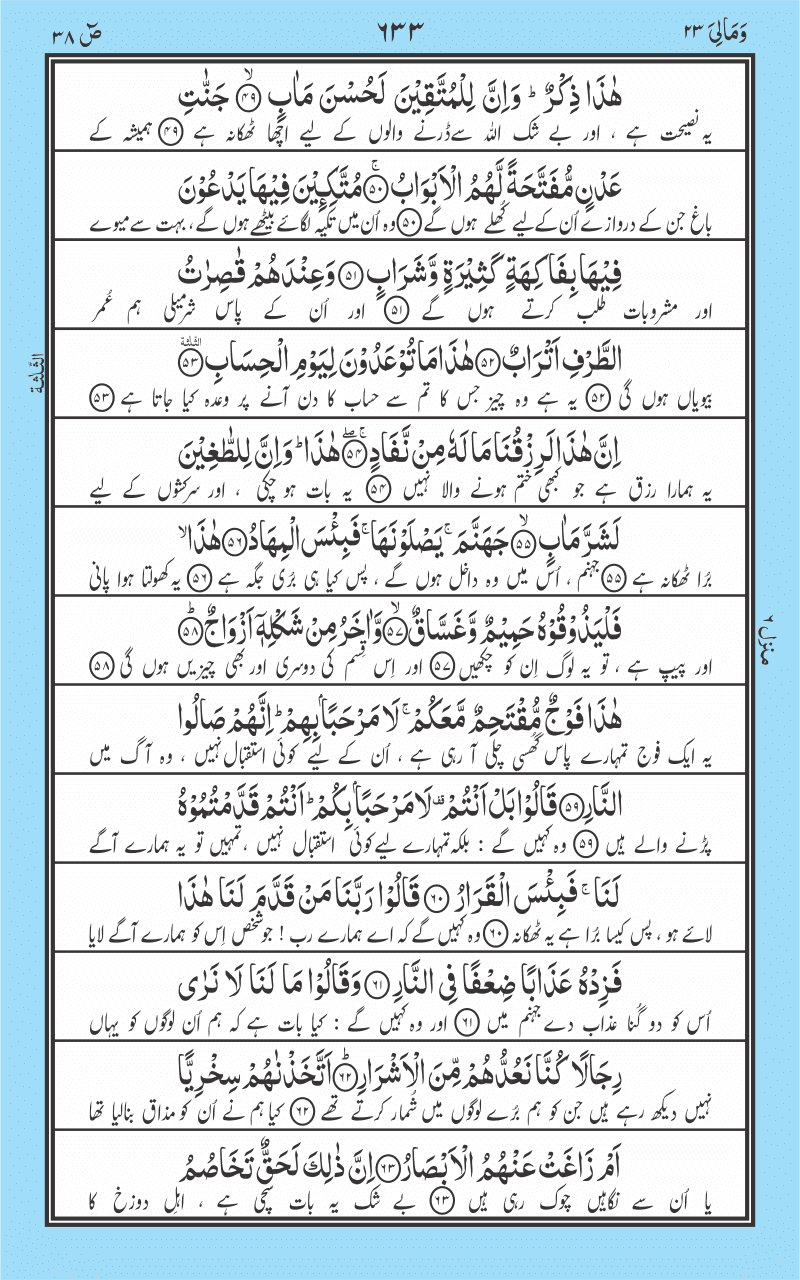 وَمَالِیَ ۲۳
٦٣٣
صٓ ۳۸
هٰذَا ذِكْرٌ ؕ وَاِنَّ لِلْمُتَّقِيْنَ لَحُسْنَ مَاٰبٍ ۙ﴿۴۹﴾ جَنّٰتِ
یہ نصیحت ہے ، اور بے شک اللہ سے ڈرنے والوں کے لیے اچھا ٹھکانہ ہے ﴿۴۹﴾ ہمیشہ کے
عَدْنٍ مُّفَتَّحَةً لَّهُمُ الْاَبْوَابُ ۚ﴿۵۰﴾ مُتَّكِـِٕيْنَ فِيْهَا يَدْعُوْنَ
باغ جن کے دروازے اُن کے لیے کُھلے ہوں گے ﴿۵۰﴾ وہ اُن میں تکیہ لگائے بیٹھے ہوں گے، بہت سے میوے
فِيْهَا بِفَاكِهَةٍ كَثِيْرَةٍ وَّشَرَابٍ ﴿۵۱﴾ وَعِنْدَهُمْ قٰصِرٰتُ
اور مشروبات طلب کرتے ہوں گے ﴿۵۱﴾ اور اُن کے پاس شرمیلی ہم عُمر
الطَّرْفِ اَتْرَابٌ ﴿۵۲﴾ هٰذَا مَا تُوْعَدُوْنَ لِيَوْمِ الْحِسَابِ ﴿۵۳﴾ الثلٰثة
بیویاں ہوں گی ﴿۵۲﴾ یہ ہے وہ چیز جس کا تم سے حساب کا دن آنے پر وعدہ کیا جاتا ہے ﴿۵۳﴾
الثلٰثة
اِنَّ هٰذَا لَرِزْقُنَا مَا لَهٗ مِنْ نَّفَادٍ ۚۖ﴿۵۴﴾ هٰذَا ؕ وَاِنَّ لِلطّٰغِيْنَ
یہ ہمارا رزق ہے جو کبھی ختم ہونے والا نہیں ﴿۵۴﴾ یہ بات ہو چکی ، اور سرکشوں کے لیے
لَشَرَّ مَاٰبٍ ۙ﴿۵۵﴾ جَهَنَّمَ ۚ يَصْلَوْنَهَا ۚ فَبِئْسَ الْمِهَادُ ﴿۵۶﴾ هٰذَا ۙ
بُرا ٹھکانہ ہے ﴿۵۵﴾ جہنم ، اُس میں وہ داخل ہوں گے ، پس کیا ہی بڑی جگہ ہے ﴿۵۶﴾ یہ کھولتا ہوا پانی
فَلْيَذُوْقُوْهُ حَمِيْمٌ وَّغَسَّاقٌ ۙ﴿۵۷﴾ وَّاٰخَرُ مِنْ شَكْلِهٖۤ اَزْوَاجٌ ؕ﴿۵۸﴾
اور پیپ ہے ، تو یہ لوگ اِن کو چکھیں ﴿۵۷﴾ اور اِس قِسم کی دوسری اور بھی چیزیں ہوں گی ﴿۵۸﴾
منزل ٦
هٰذَا فَوْجٌ مُّقْتَحِمٌ مَّعَكُمْ ۚ لَا مَرْحَبًۢا بِهِمْ ؕ اِنَّهُمْ صَالُوا
یہ ایک فوج تمہارے پاس گُھسی چلی آ رہی ہے ، اُن کے لیے کوئی استقبال نہیں ، وہ آگ میں
النَّارِ ﴿۵۹﴾ قَالُوْا بَلْ اَنْتُمْ ۫ لَا مَرْحَبًۢا بِكُمْ ؕ اَنْتُمْ قَدَّمْتُمُوْهُ
پڑنے والے ہیں ﴿۵۹﴾ وہ کہیں گے : بلکہ تمہارے لیے کوئی استقبال نہیں ، تمہیں تو یہ ہمارے آگے
لَنَا ۚ فَبِئْسَ الْقَرَارُ ﴿۶۰﴾ قَالُوْا رَبَّنَا مَنْ قَدَّمَ لَنَا هٰذَا
لائے ہو ، پس کیسا بُرا ہے یہ ٹھکانہ ﴿۶۰﴾ وہ کہیں گے کہ اے ہمارے رب ! جو شخص اِس کو ہمارے آگے لایا
فَزِدْهُ عَذَابًا ضِعْفًا فِى النَّارِ ﴿۶۱﴾ وَقَالُوْا مَا لَنَا لَا نَرٰى
اُس کو دو گُنا عذاب دے جہنم میں ﴿۶۱﴾ اور وہ کہیں گے : کیا بات ہے کہ ہم اُن لوگوں کو یہاں
رِجَالًا كُنَّا نَعُدُّهُمْ مِّنَ الْاَشْرَارِ ؕ﴿۶۲﴾ اَتَّخَذْنٰهُمْ سِخْرِيًّا
نہیں دیکھ رہے ہیں جن کو ہم بڑے لوگوں میں شُمار کرتے تھے ﴿۶۲﴾ کیا ہم نے اُن کو مذاق بنالیا تھا
اَمْ زَاغَتْ عَنْهُمُ الْاَبْصَارُ ﴿۶۳﴾ اِنَّ ذٰلِكَ لَحَقٌّ تَخَاصُمُ
یا اُن سے نگاہیں چوک رہی ہیں ﴿۶۳﴾ بے شک یہ بات سچی ہے ، اہلِ دوزخ کا